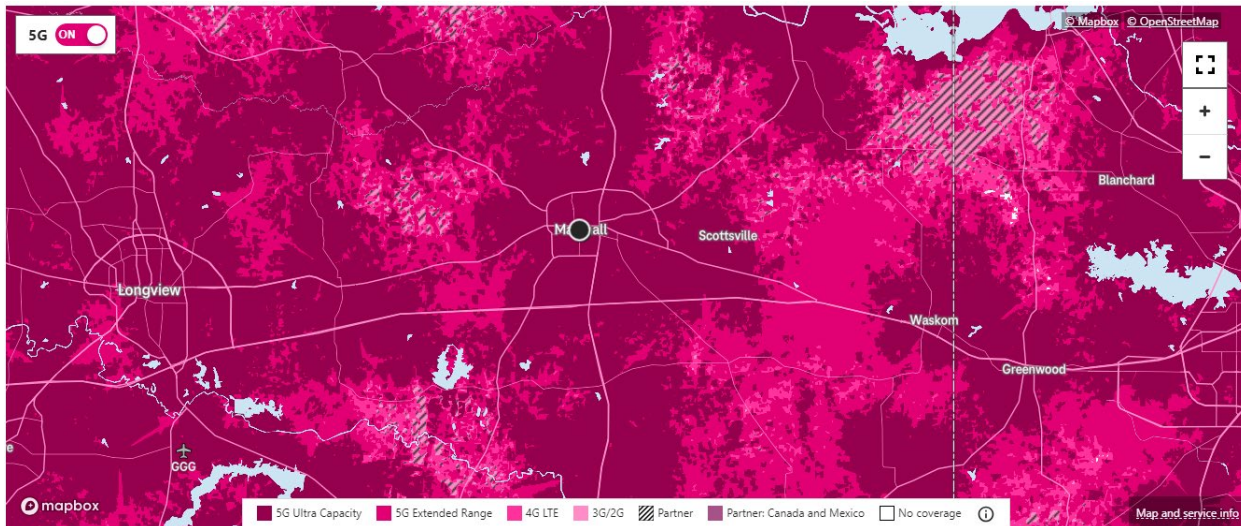 5G ON
© Mapbox © OpenStreetMap
+
−
Blanchard
Scottsville
Longview
Waskom
Greenwood
GGG
mapbox
5G Ultra Capacity 5G Extended Range 4G LTE 3G/2G Partner Partner: Canada and Mexico No coverage
Map and service info